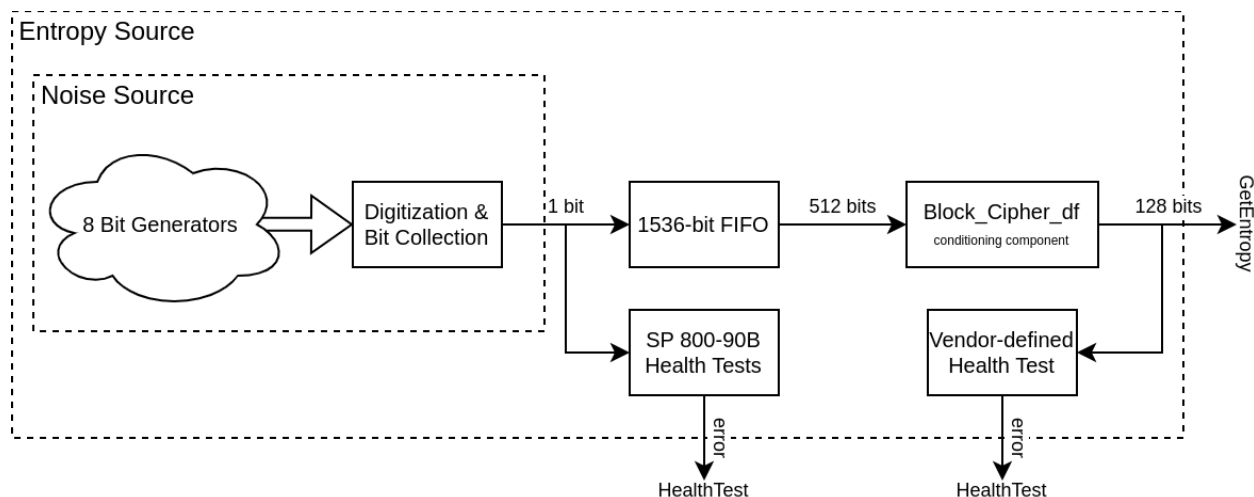 Entropy Source
Noise Source
8 Bit Generators
Digitization &
Bit Collection
1 bit
1536-bit FIFO
512 bits
Block_Cipher_df
conditioning component
128 bits
GetEntropy
SP 800-90B
Health Tests
Vendor-defined
Health Test
error
error
HealthTest
HealthTest